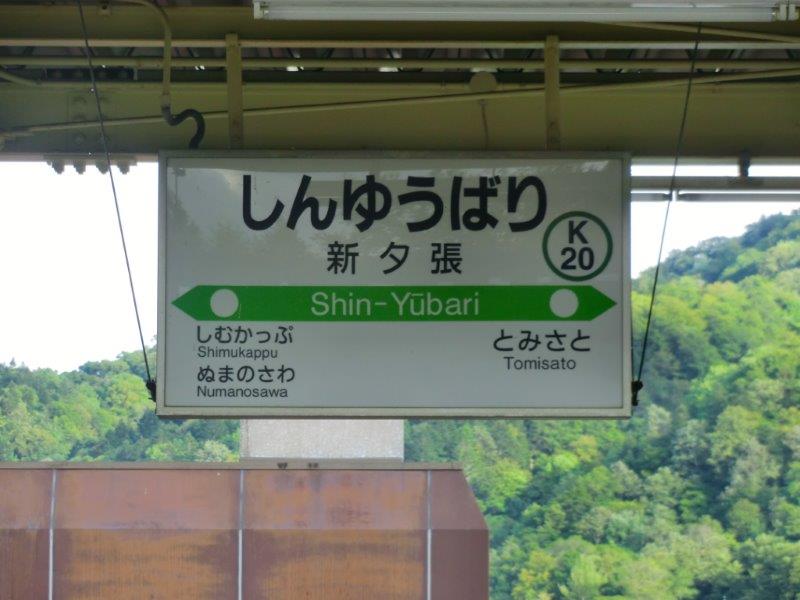 しんゆうばり
新夕張
K
20
Shin-Yūbari
しむかっぷ
Shimukappu
ぬまのさわ
Numanosawa
とみさと
Tomisato